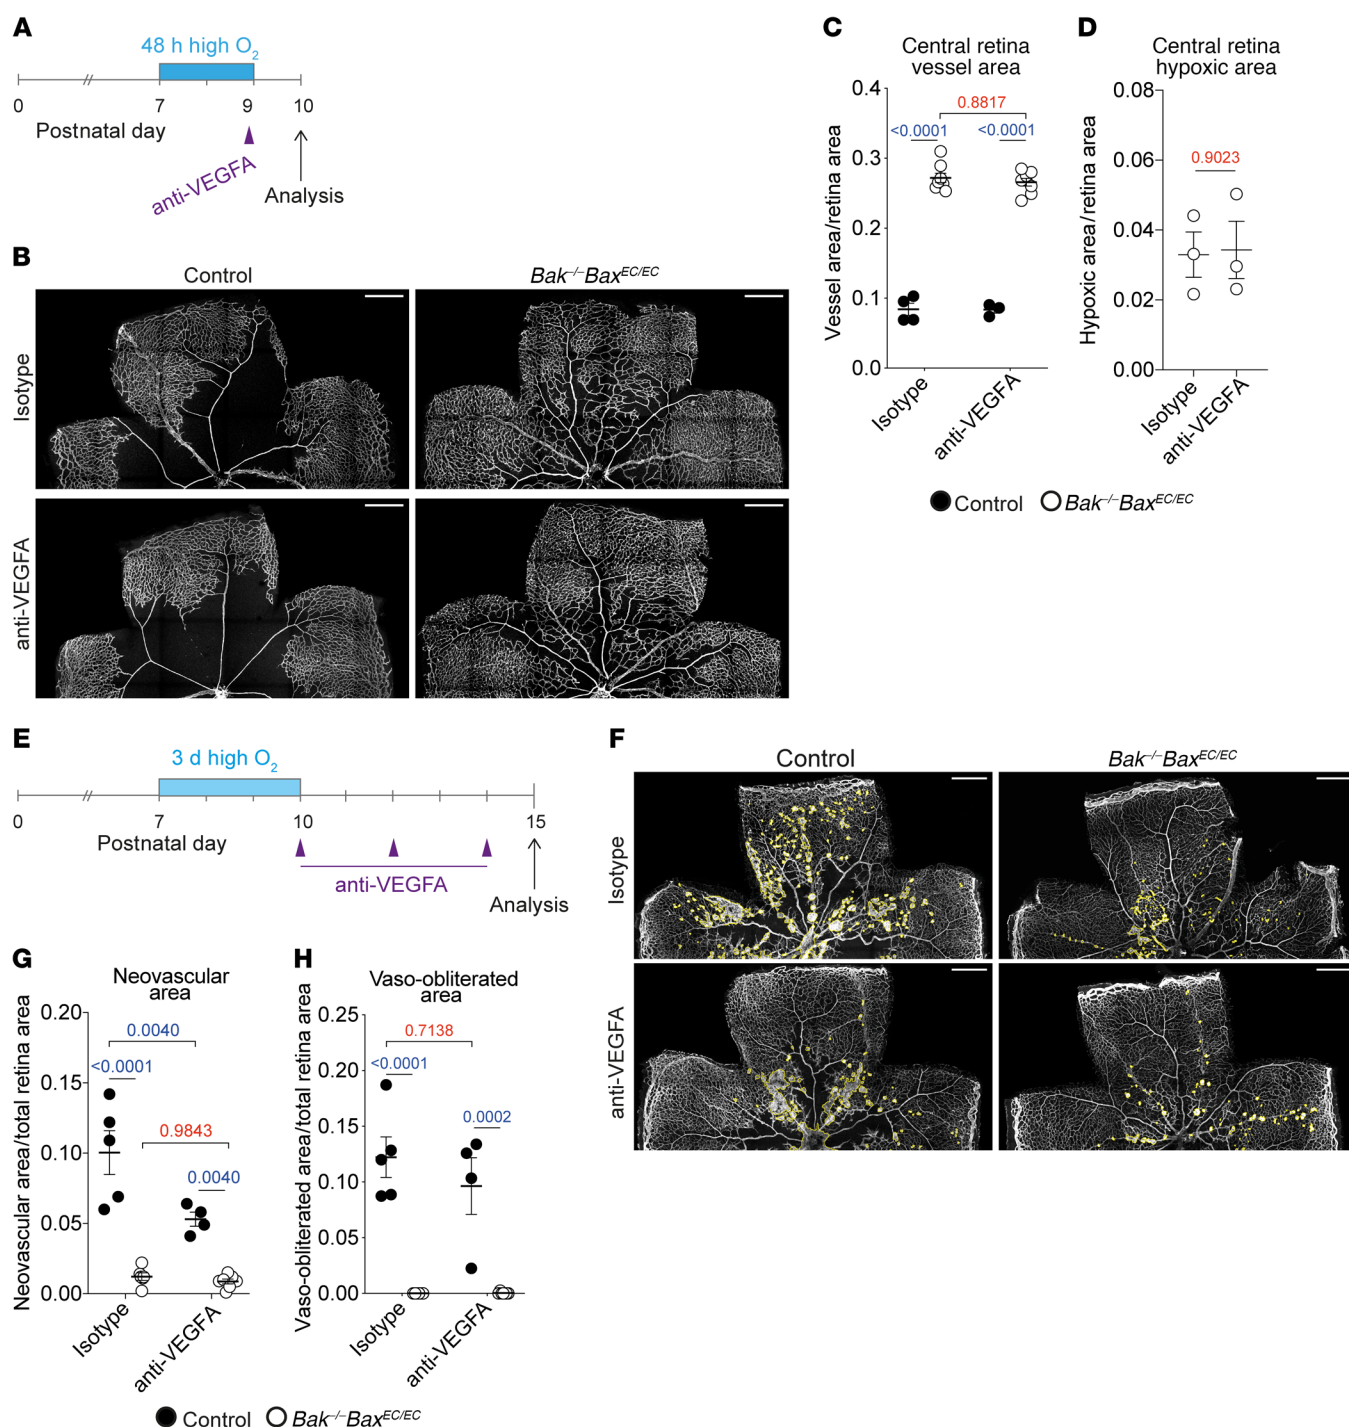 A
48 h high O2
0
7
9
10
Postnatal day
anti-VEGFA
Analysis
B
Control
Bak–/–BaxEC/EC
Isotype
anti-VEGFA
C
Central retina
vessel area
Vessel area/retina area
0.4
0.3
0.2
0.1
0.0
0.8817
<0.0001
<0.0001
Isotype
anti-VEGFA
D
Central retina
hypoxic area
Hypoxic area/retina area
0.08
0.06
0.04
0.02
0.00
0.9023
Isotype
anti-VEGFA
Control
Bak–/–BaxEC/EC
E
3 d high O2
0
7
10
15
Postnatal day
anti-VEGFA
Analysis
F
Control
Bak–/–BaxEC/EC
Isotype
anti-VEGFA
G
Neovascular
area
Neovascular area/total retina area
0.20
0.15
0.10
0.05
0.00
0.0040
<0.0001
0.9843
0.0040
Isotype
anti-VEGFA
H
Vaso-obliterated
area
Vaso-obliterated area/total retina area
0.25
0.20
0.15
0.10
0.05
0.00
0.7138
<0.0001
0.0002
Isotype
anti-VEGFA
Control
Bak–/–BaxEC/EC